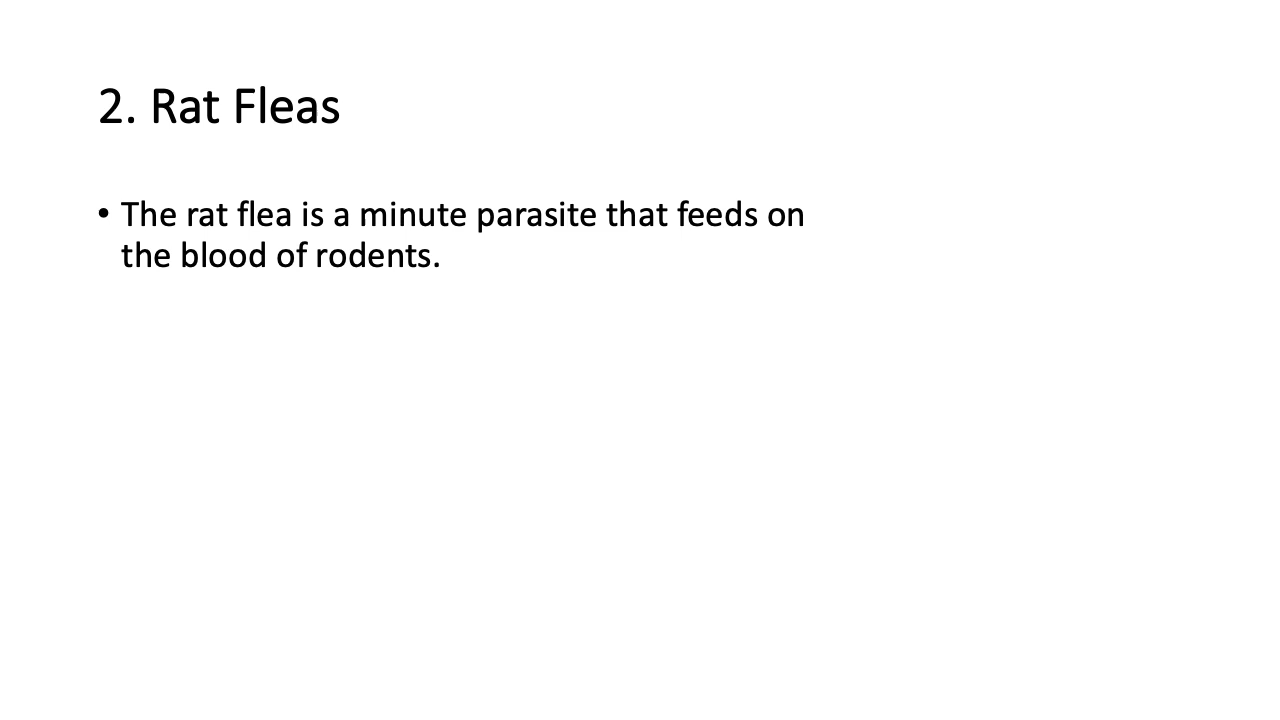 2. Rat Fleas
• The rat flea is a minute parasite that feeds on
the blood of rodents.